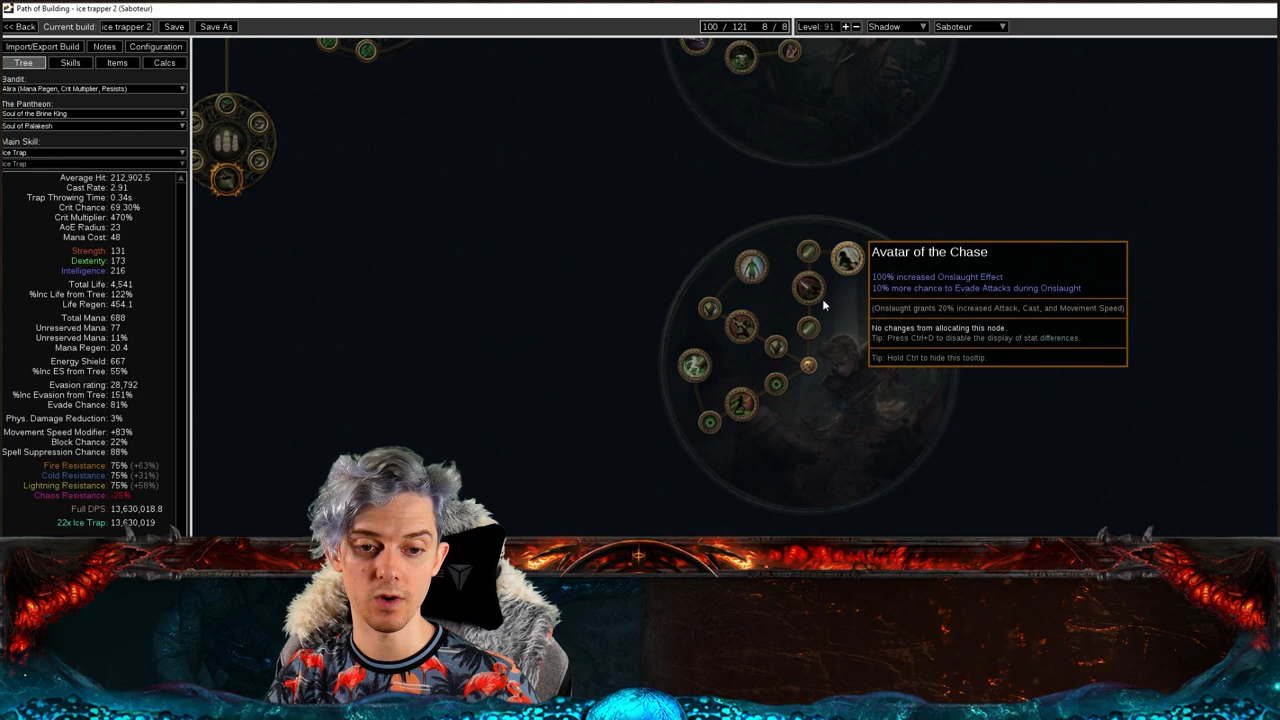 Path of Building - ice trapper 2 (Saboteur)
<< Back Current build: ice trapper 2 Save Save As 100 / 121 8 / 8 Level: 91 + - Shadow Saboteur
Import/Export Build Notes Configuration
Tree Skills Items Calcs
Bandit:
Alira (Mana Regen, Crit Multiplier, Resists)
The Pantheon:
Soul of the Brine King
Soul of Ralakesh
Main Skill:
Ice Trap
Ice Trap
Average Hit: 212,902.5
Cast Rate: 2.91
Trap Throwing Time: 0.34s
Crit Chance: 69.30%
Crit Multiplier: 470%
AoE Radius: 23
Mana Cost: 48
Strength: 131
Dexterity: 173
Intelligence: 216
Total Life: 4,541
%Inc Life from Tree: 122%
Life Regen: 454.1
Total Mana: 688
Unreserved Mana: 77
Unreserved Mana: 11%
Mana Regen: 20.4
Energy Shield: 667
%Inc ES from Tree: 55%
Evasion rating: 28,792
%Inc Evasion from Tree: 151%
Evade Chance: 81%
Phys. Damage Reduction: 3%
Movement Speed Modifier: +83%
Block Chance: 22%
Spell Suppression Chance: 88%
Fire Resistance: 75% (+63%)
Cold Resistance: 75% (+31%)
Lightning Resistance: 75% (+58%)
Chaos Resistance: -25%
Full DPS: 13,630,018.8
22x Ice Trap: 13,630,019
Avatar of the Chase
100% increased Onslaught Effect
10% more chance to Evade Attacks during Onslaught
(Onslaught grants 20% increased Attack, Cast, and Movement Speed)
No changes from allocating this node.
Tip: Press Ctrl+D to disable the display of stat differences.
Tip: Hold Ctrl to hide this tooltip.